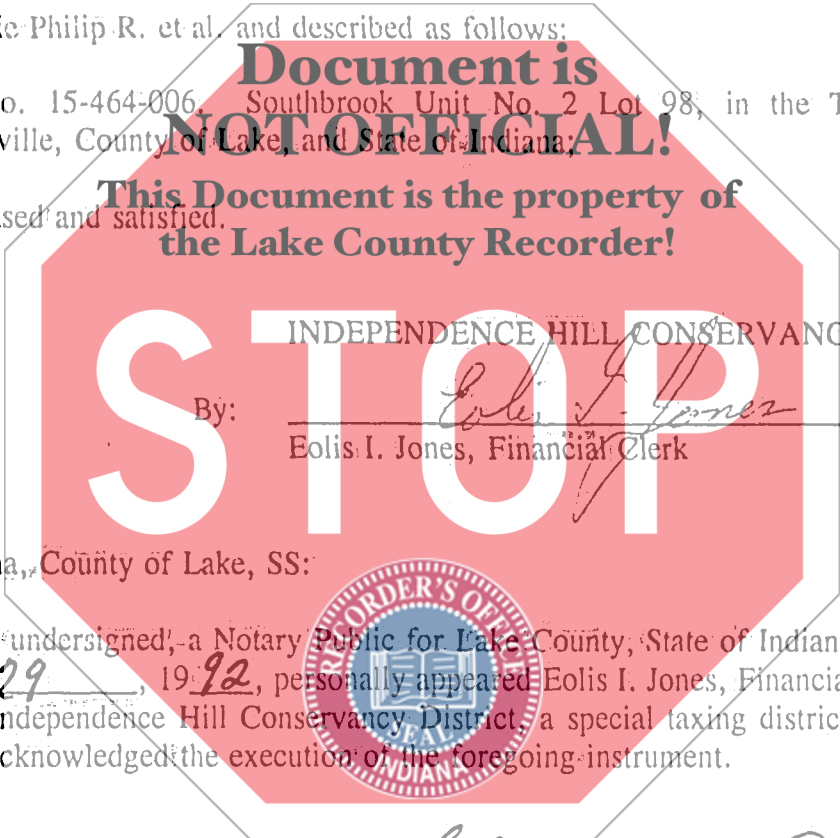 Philip R. et al. and described as follows:
Document is
o. 15-464-006, Southbrook Unit No. 2 Lot 98, in the T
ville, County of Lake, and State of Indiana;
NOT OFFICIAL!
This Document is the property of
sed and satisfied.
the Lake County Recorder!
STOP
INDEPENDENCE HILL CONSERVANC
By: Eolis I. Jones
Eolis I. Jones, Financial Clerk
a, County of Lake, SS:
undersigned, a Notary Public for Lake County, State of Indian
29, 1992, personally appeared Eolis I. Jones, Financia
ndependence Hill Conservancy District, a special taxing distric
cknowledged the execution of the foregoing instrument.
RECORDER'S OFFICE
SEAL
INDIANA